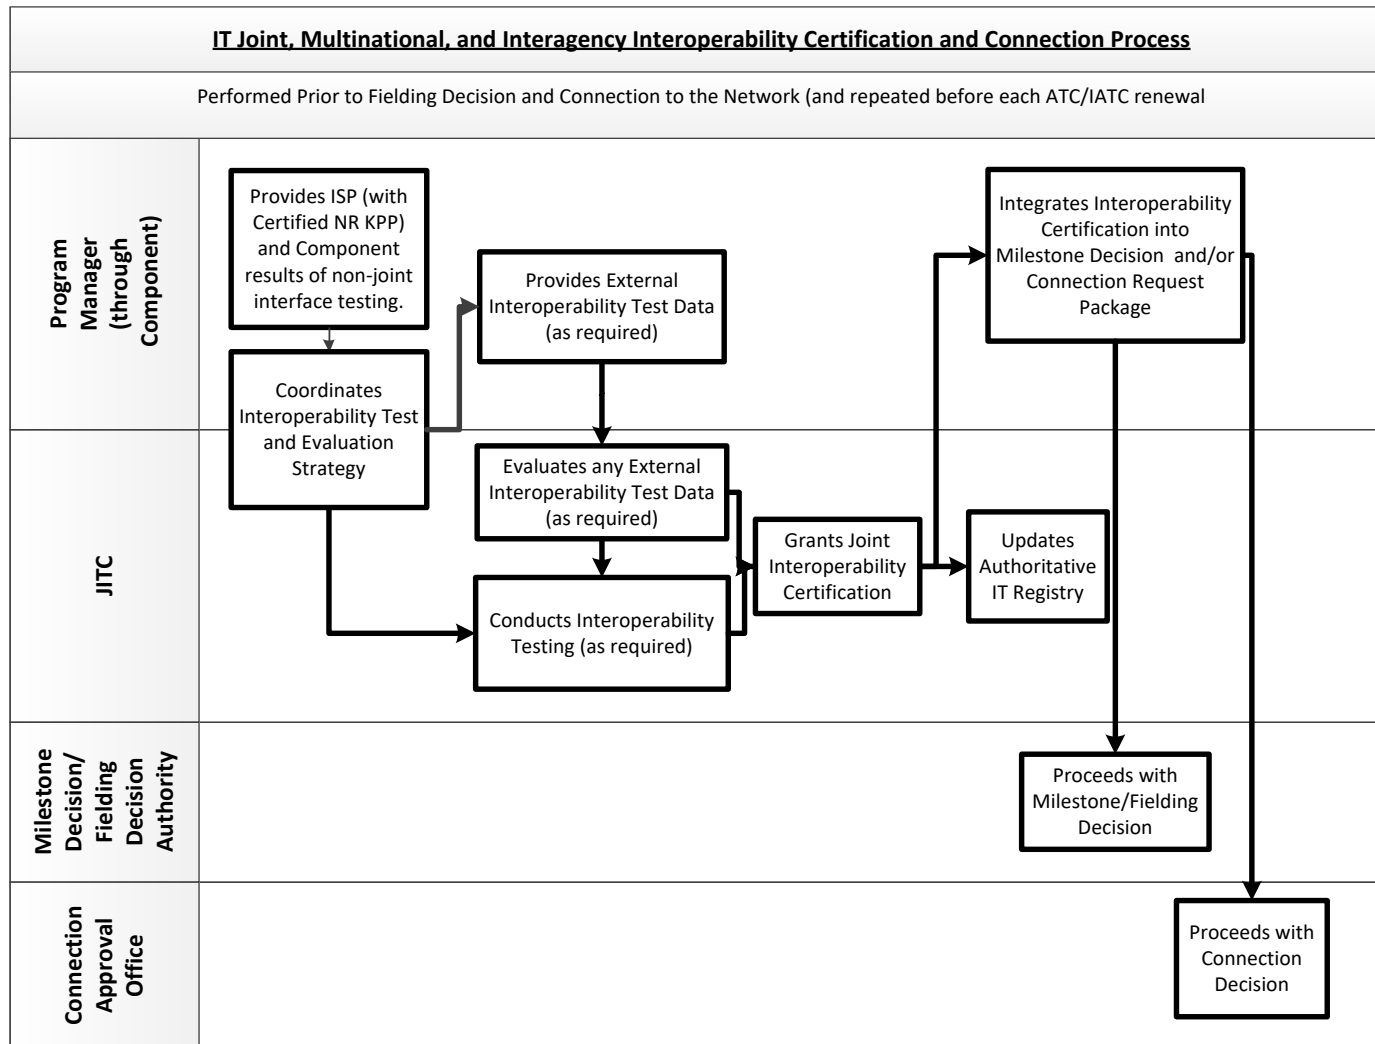 IT Joint, Multinational, and Interagency Interoperability Certification and Connection Process
Performed Prior to Fielding Decision and Connection to the Network (and repeated before each ATC/IATC renewal
Program
Manager
(through
Component)
Provides ISP (with
Certified NR KPP)
and Component
results of non-joint
interface testing.
Coordinates
Interoperability Test
and Evaluation
Strategy
Provides External
Interoperability Test Data
(as required)
Integrates Interoperability
Certification into
Milestone Decision and/or
Connection Request
Package
JITC
Evaluates any External
Interoperability Test Data
(as required)
Conducts Interoperability
Testing (as required)
Grants Joint
Interoperability
Certification
Updates
Authoritative
IT Registry
Milestone
Decision/
Fielding
Decision
Authority
Proceeds with
Milestone/Fielding
Decision
Connection
Approval
Office
Proceeds with
Connection
Decision